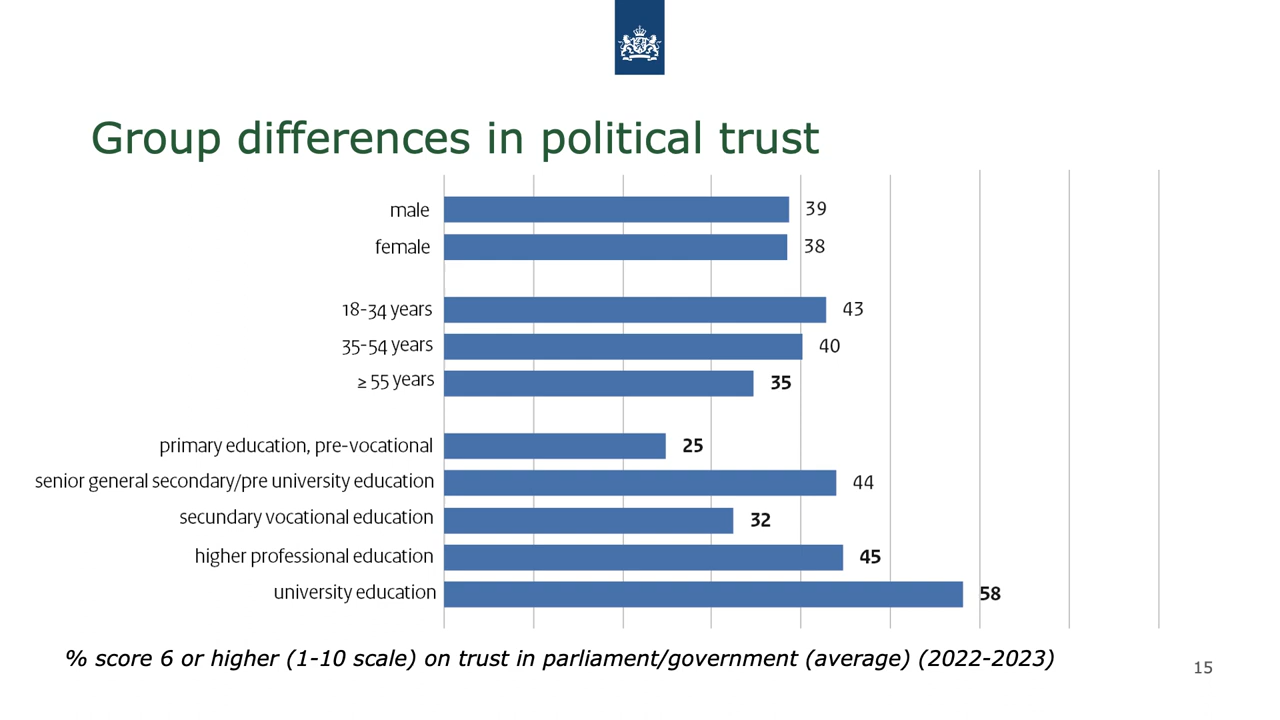 Group differences in political trust
male 39
female 38
18-34 years 43
35-54 years 40
≥ 55 years 35
primary education, pre-vocational 25
senior general secondary/pre university education 44
secundary vocational education 32
higher professional education 45
university education 58
% score 6 or higher (1-10 scale) on trust in parliament/government (average) (2022-2023)
15